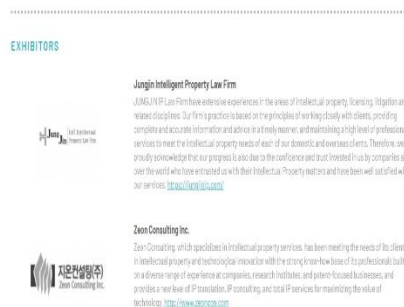 EXHIBITORS
Jungjin Intelligent Property Law Firm
JUNGJIN IP Law Firm have extensive experiences in the areas of intellectual property, licensing, litigation and
related disciplines. Our firm's practice is based on the principles of working closely with clients, providing
complete and accurate information and advice in a timely manner, and maintaining a high level of professional
services to meet the intellectual property needs of each of our domestic and overseas clients. Therefore, we
proudly acknowledge that our progress is also due to the confidence and trust invested in us by companies all
over the world who have entrusted us with their Intellectual Property matters and have been well satisfied with
our services.
Jung Jin
Property Law Firm
Zeon Consulting Inc.
Zeon Consulting, which specializes in intellectual property services, has been meeting the needs of its clients
in intellectual property and technological innovation with the strong know-how base of its professionals built
on a diverse range of experience at companies, research institutes, and patent-focused businesses, and
provides a new level of IP translation, IP consulting, and total IP services for maximizing the value of
technology. http://www.zeoncon.com
지온컨설팅(주)
Zeon Consulting Inc.